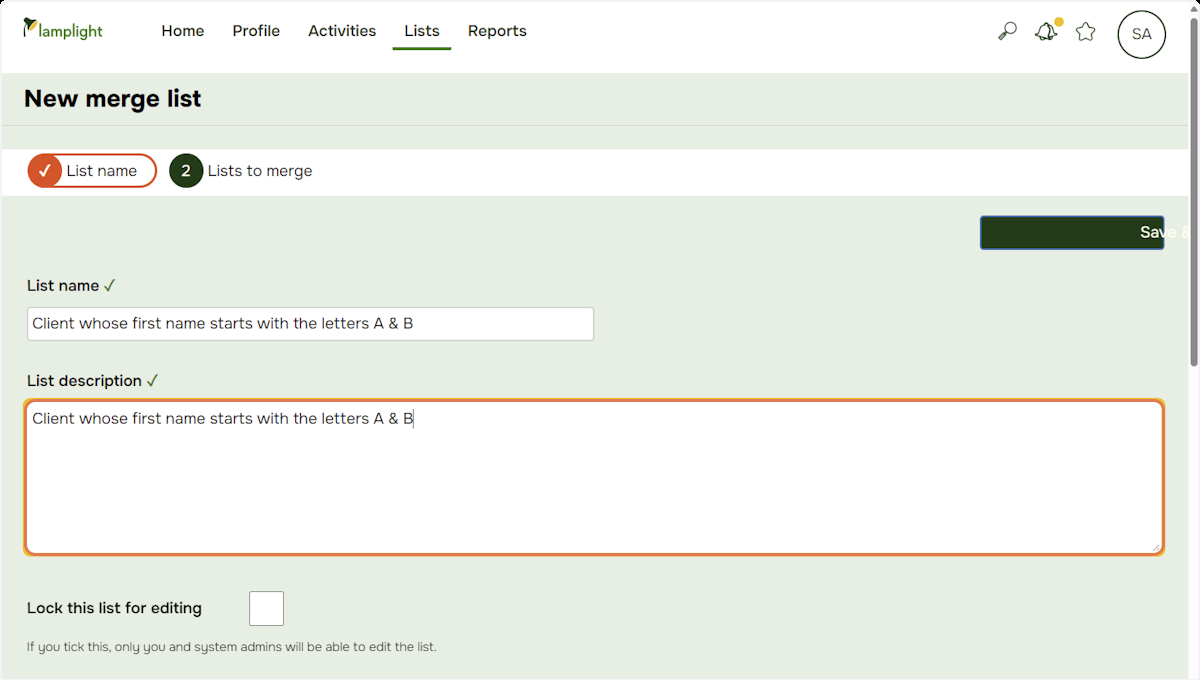 lamplight
Home Profile Activities Lists Reports
SA
New merge list
✓ List name 2 Lists to merge
Save &
List name ✓
Client whose first name starts with the letters A & B
List description ✓
Client whose first name starts with the letters A & B
Lock this list for editing
If you tick this, only you and system admins will be able to edit the list.